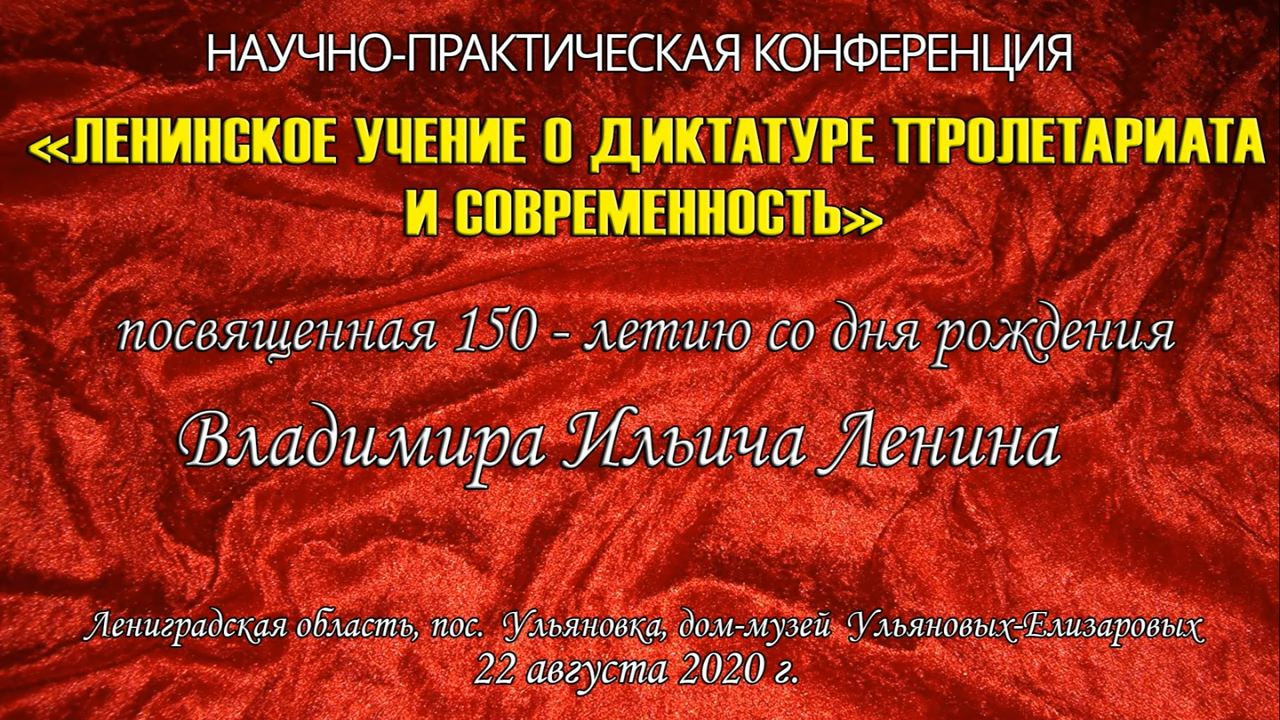 НАУЧНО-ПРАКТИЧЕСКАЯ КОНФЕРЕНЦИЯ
«ЛЕНИНСКОЕ УЧЕНИЕ О ДИКТАТУРЕ ПРОЛЕТАРИАТА
И СОВРЕМЕННОСТЬ»
посвященная 150 - летию со дня рождения
Владимира Ильича Ленина
Лениградская область, пос. Ульяновка, дом-музей Ульяновых-Елизаровых
22 августа 2020 г.